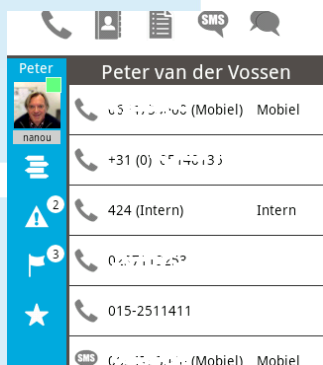 SMS
Peter
Peter van der Vossen
nanou
(Mobiel) Mobiel
+31 (0)
2
424 (Intern) Intern
3
015-2511411
SMS (Mobiel) Mobiel